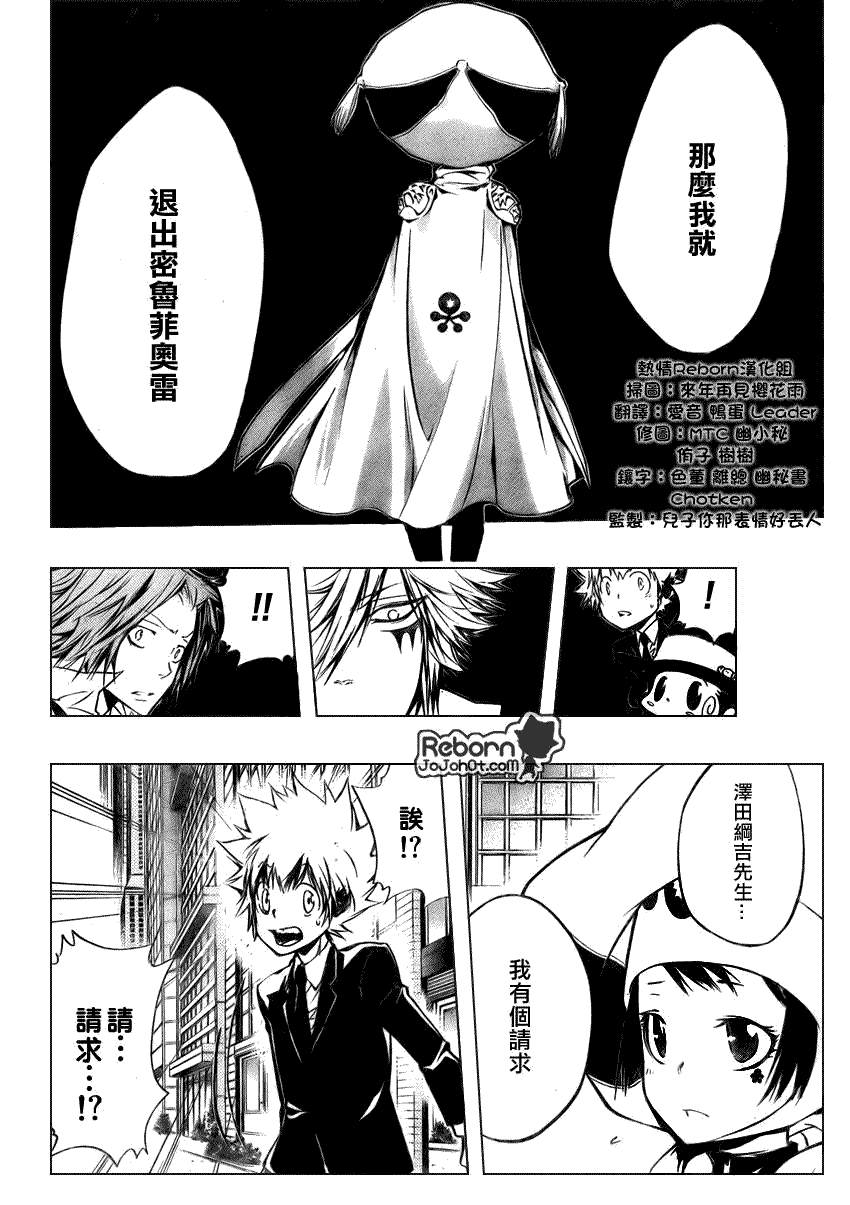 那麼我就
退出密魯菲奧雷
熱情Reborn漢化組
掃圖：來年再見櫻花雨
翻譯：愛音 鴨蛋 Leader
修圖：MTC 幽小秘
侑子 樹樹
鑲字：色董 離總 幽秘書
Chotken
監製：兒子你那表情好丟人
!
!!
Reborn
JoJoHOt.com
澤田綱吉先生…
我有個請求
誒!?
請…
請求…!?